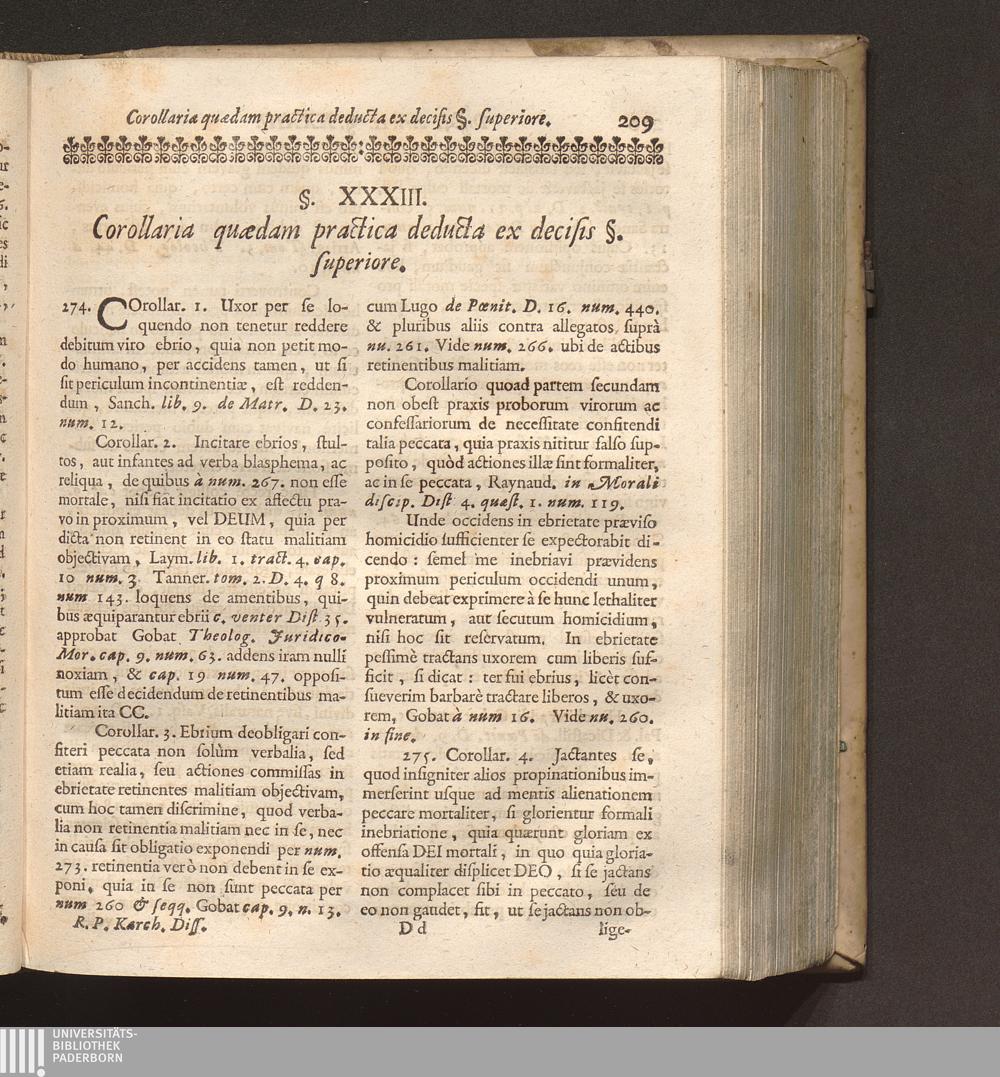 Corollaria quædam practica deducta ex decisis §. superiore. 209
§. XXXIII.
Corollaria quædam practica deducta ex decisis §.
superiore.
274. COrollar. 1. Uxor per se lo-
quendo non tenetur reddere
debitum viro ebrio, quia non petit mo-
do humano, per accidens tamen, ut si
sit periculum incontinentiæ, est redden-
dum, Sanch. lib. 9. de Matr. D. 23.
num. 12.
Corollar. 2. Incitare ebrios, stul-
tos, aut infantes ad verba blasphema, ac
reliqua, de quibus à num. 267. non esse
mortale, nisi fiat incitatio ex affectu pra-
vo in proximum, vel DEUM, quia per
dicta non retinent in eo statu malitiam
objectivam, Laym. lib. 1. tract. 4. cap.
10 num. 3 Tanner. tom. 2. D. 4. q 8.
num 143. loquens de amentibus, qui-
bus æquiparantur ebrii c. venter Dist. 35.
approbat Gobat Theolog. Juridico-
Mor. cap. 9. num. 63. addens iram nulli
noxiam, & cap. 19 num. 47. opposi-
tum esse decidendum de retinentibus ma-
litiam ita CC.
Corollar. 3. Ebrium deobligari con-
fiteri peccata non solùm verbalia, sed
etiam realia, seu actiones commissas in
ebrietate retinentes malitiam objectivam,
cum hoc tamen discrimine, quod verba-
lia non retinentia malitiam nec in se, nec
in causa sit obligatio exponendi per num.
273. retinentia verò non debent in se ex-
poni, quia in se non sunt peccata per
num 260 & seqq. Gobat cap. 9. n. 13.
R. P. Karch. Diss.
cum Lugo de Pœnit. D. 16. num. 440.
& pluribus aliis contra allegatos suprà
nu. 261. Vide num. 266. ubi de actibus
retinentibus malitiam.
Corollario quoad partem secundam
non obest praxis proborum virorum ac
confessariorum de necessitate confitendi
talia peccata, quia praxis nititur falso sup-
posito, quòd actiones illæ sint formaliter,
ac in se peccata, Raynaud. in Morali
discip. Dist 4. quæst. 1. num. 119.
Unde occidens in ebrietate præviso
homicidio sufficienter se expectorabit di-
cendo: semel me inebriavi prævidens
proximum periculum occidendi unum,
quin debeat exprimere à se hunc lethaliter
vulneratum, aut secutum homicidium,
nisi hoc sit reservatum. In ebrietate
pessimè tractans uxorem cum liberis suf-
ficit, si dicat: ter fui ebrius, licèt con-
sueverim barbarè tractare liberos, & uxo-
rem, Gobat à num 16. Vide nu. 260.
in fine.
275. Corollar. 4. Jactantes se,
quod insigniter alios propinationibus im-
merserint usque ad mentis alienationem
peccare mortaliter, si glorientur formali
inebriatione, quia quærunt gloriam ex
offensa DEI mortali, in quo quia gloria-
tio æqualiter displicet DEO, si se jactans
non complacet sibi in peccato, seu de
eo non gaudet, fit, ut se jactans non ob-
D d lige-
UNIVERSITÄTS-
BIBLIOTHEK
PADERBORN